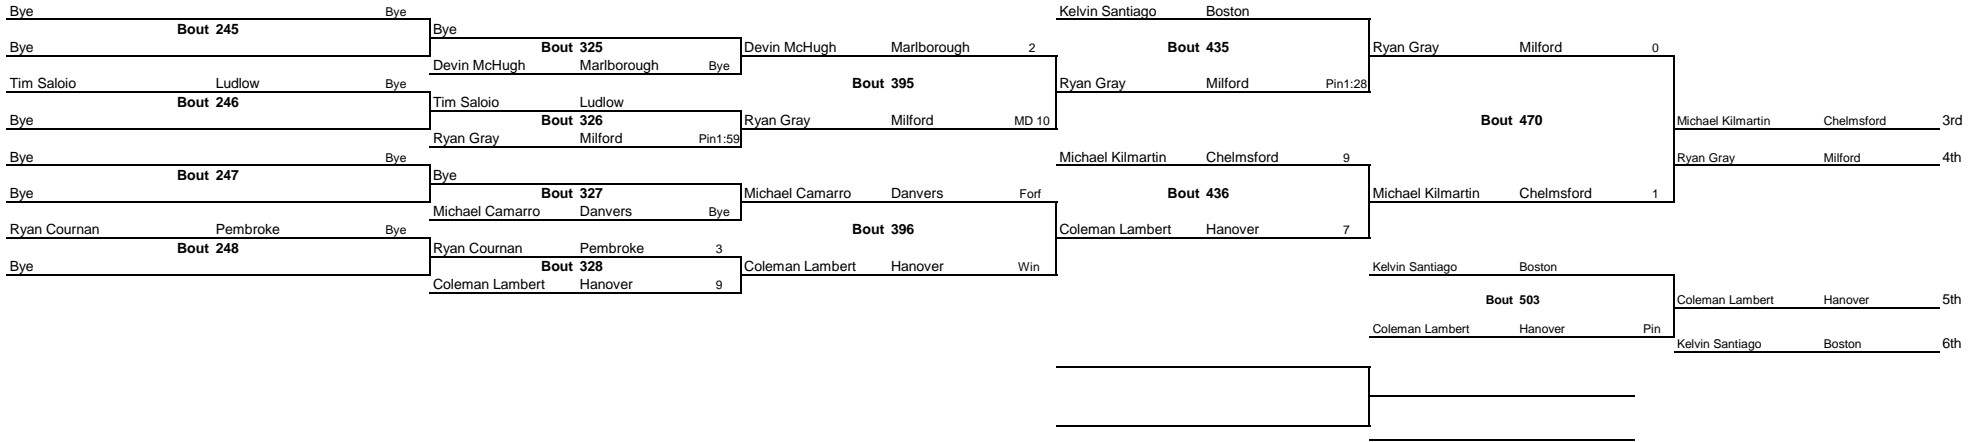 Bye Bye Kelvin Santiago Boston
Bout 245 Bye
Bye Bout 325 Devin McHugh Marlborough 2 Bout 435 Ryan Gray Milford 0
Devin McHugh Marlborough Bye
Tim Saloio Ludlow Bye Bout 395 Ryan Gray Milford Pin1:28
Bout 246 Tim Saloio Ludlow
Bye Bout 326 Ryan Gray Milford MD 10 Bout 470 Michael Kilmartin Chelmsford 3rd
Ryan Gray Milford Pin1:59
Bye Bye Michael Kilmartin Chelmsford 9 Ryan Gray Milford 4th
Bout 247 Bye
Bye Bout 327 Michael Camarro Danvers Forf Bout 436 Michael Kilmartin Chelmsford 1
Michael Camarro Danvers Bye
Ryan Cournan Pembroke Bye Bout 396 Coleman Lambert Hanover 7
Bout 248 Ryan Cournan Pembroke 3
Bye Bout 328 Coleman Lambert Hanover Win Kelvin Santiago Boston
Coleman Lambert Hanover 9
Bout 503 Coleman Lambert Hanover 5th
Coleman Lambert Hanover Pin
Kelvin Santiago Boston 6th